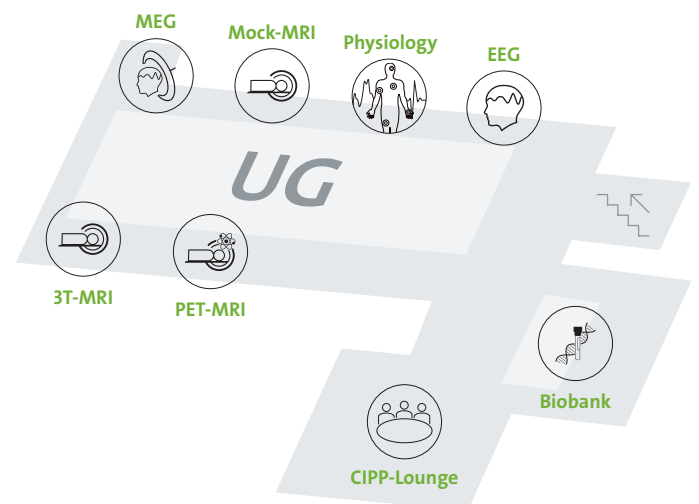 MEG
Mock-MRI
Physiology
EEG
UG
3T-MRI
PET-MRI
Biobank
CIPP-Lounge